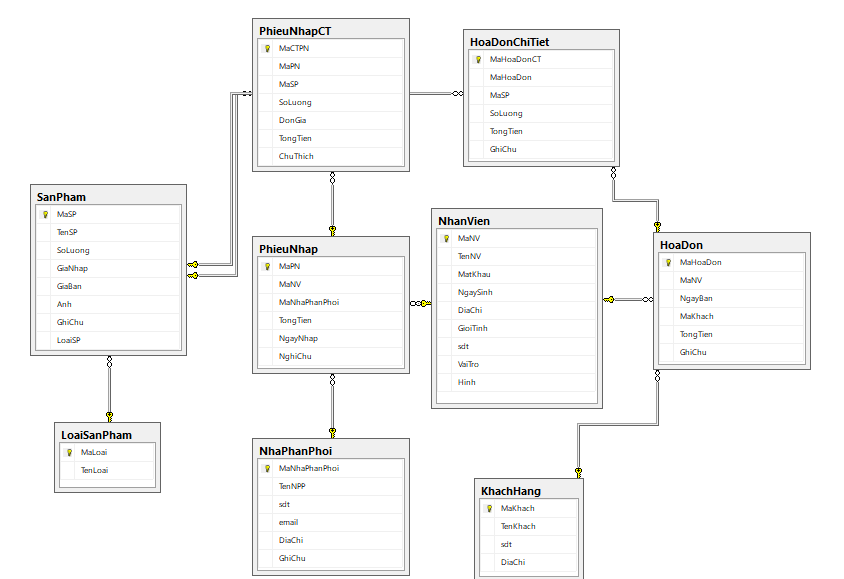 PhieuNhapCT
MaCTPN
MaPN
MaSP
SoLuong
DonGia
TongTien
ChuThich
HoaDonChiTiet
MaHoaDonCT
MaHoaDon
MaSP
SoLuong
TongTien
GhiChu
SanPham
MaSP
TenSP
SoLuong
GiaNhap
GiaBan
Anh
GhiChu
LoaiSP
PhieuNhap
MaPN
MaNV
MaNhaPhanPhoi
TongTien
NgayNhap
NghiChu
NhanVien
MaNV
TenNV
MatKhau
NgaySinh
DiaChi
GioiTinh
sdt
VaiTro
Hinh
HoaDon
MaHoaDon
MaNV
NgayBan
MaKhach
TongTien
GhiChu
LoaiSanPham
MaLoai
TenLoai
NhaPhanPhoi
MaNhaPhanPhoi
TenNPP
sdt
email
DiaChi
GhiChu
KhachHang
MaKhach
TenKhach
sdt
DiaChi